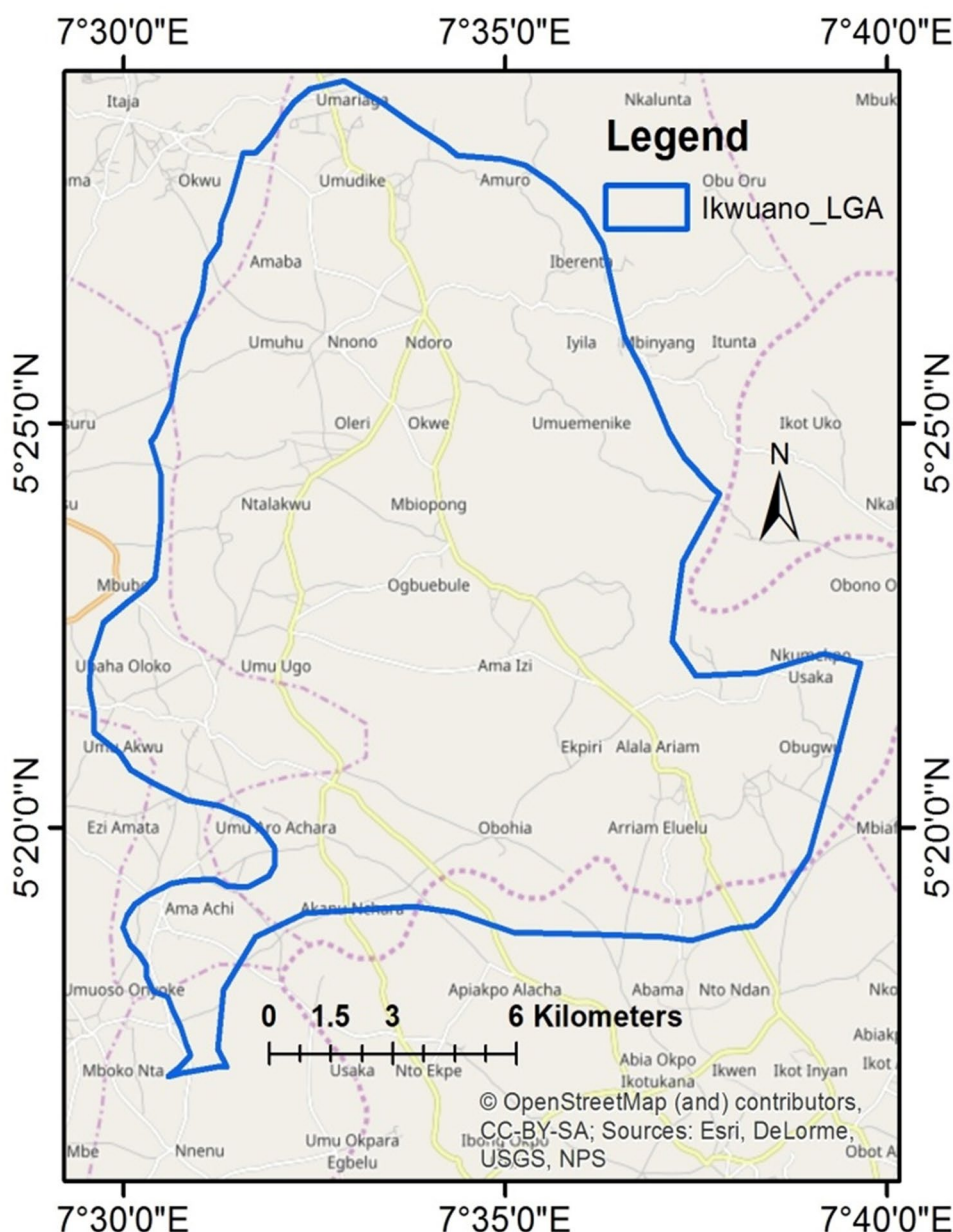 7°30'0"E 7°35'0"E 7°40'0"E
Itaja Umariaga Nkalunta Mbuk
Legend
ma Okwu Umudike Amuro Obu Oru
Ikwuano_LGA
Amaba Iberenta
Umuhu Nnono Ndoro Iyila Mbinyang Itunta
5°25'0"N 5°25'0"N
suru Oleri Okwe Umuemenike Ikot Uko
N
su Ntalakwu Mbiopong Nkal
Mbubo Ogbuebule Obono O
Nkumekpo
Ubaha Oloko Umu Ugo Ama Izi Usaka
Umu Akwu Ekpiri Alala Ariam Obugwu
5°20'0"N 5°20'0"N
Ezi Amata Umu Aro Achara Obohia Arriam Eluelu Mbiaf
Ama Achi Akanu Nchara
Umuoso Onyoke Apiakpo Alacha Abama Nto Ndan Nko
0 1.5 3 6 Kilometers
Abiakp
Mboko Nta Usaka Nto Ekpe Abia Okpo Ikotukana Ikwen Ikot Inyan Ikot
© OpenStreetMap (and) contributors,
CC-BY-SA; Sources: Esri, DeLorme,
USGS, NPS
Mbe Nnenu Umu Okpara Egbelu Ibong Okpo Obot A
7°30'0"E 7°35'0"E 7°40'0"E